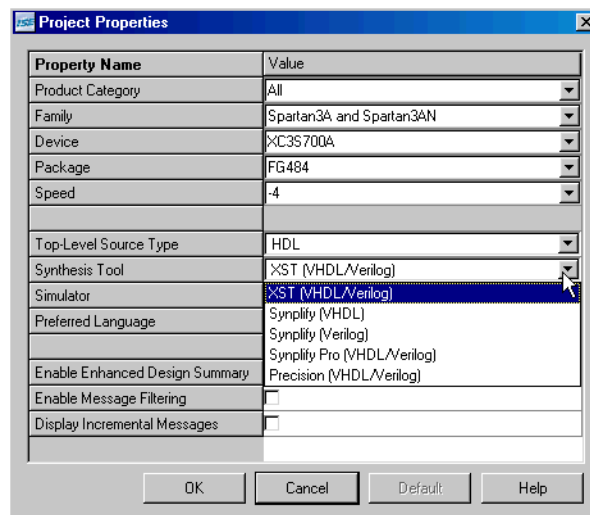 ISE Project Properties
Property Name Value
Product Category All
Family Spartan3A and Spartan3AN
Device XC3S700A
Package FG484
Speed -4
Top-Level Source Type HDL
Synthesis Tool XST (VHDL/Verilog)
Simulator XST (VHDL/Verilog)
Synplify (VHDL)
Preferred Language Synplify (Verilog)
Synplify Pro (VHDL/Verilog)
Enable Enhanced Design Summary Precision (VHDL/Verilog)
Enable Message Filtering
Display Incremental Messages
OK Cancel Default Help